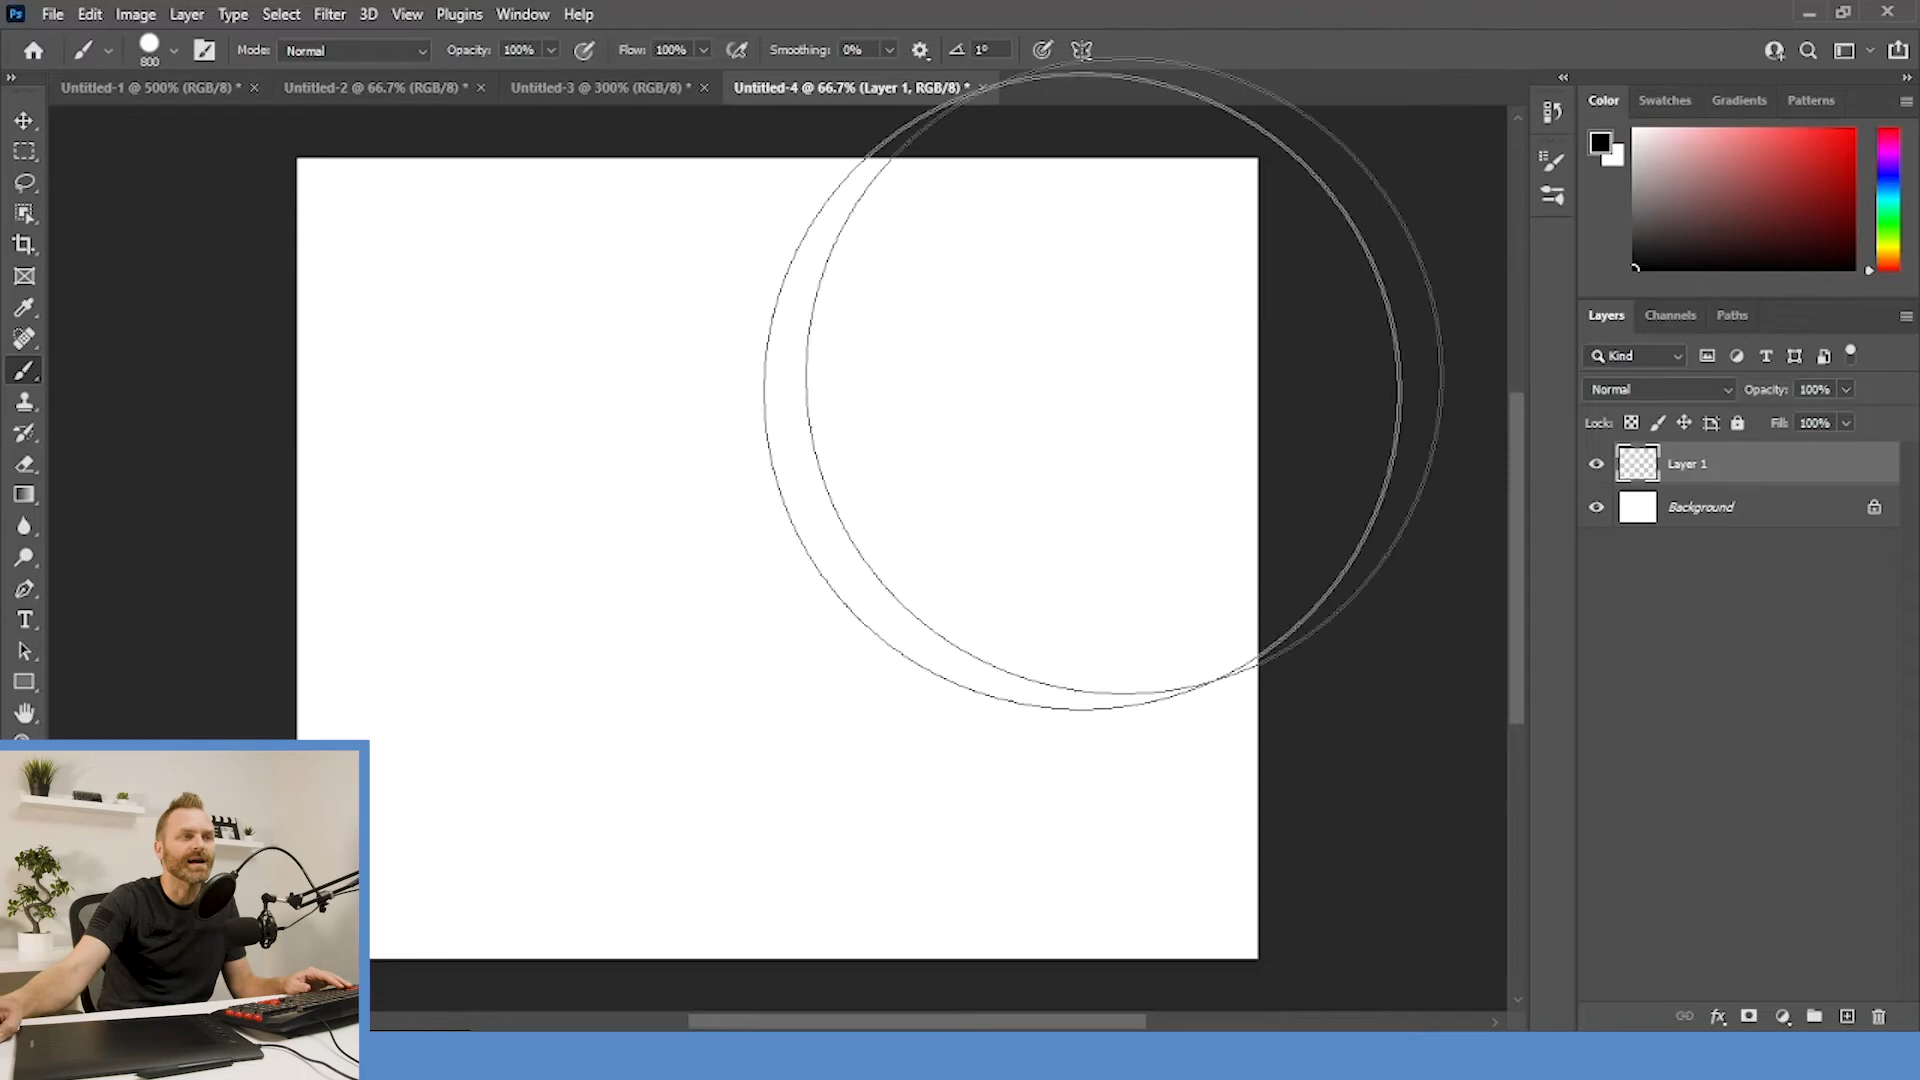 Ps File Edit Image Layer Type Select Filter 3D View Plugins Window Help
800 Mode: Normal Opacity: 100% Flow: 100% Smoothing: 0% 1°
Untitled-1 @ 500% (RGB/8) * Untitled-2 @ 66.7% (RGB/8) * Untitled-3 @ 300% (RGB/8) * Untitled-4 @ 66.7% (Layer 1, RGB/8) *
Color Swatches Gradients Patterns
Layers Channels Paths
Kind
Normal Opacity: 100%
Lock: Fill: 100%
Layer 1
Background
fx